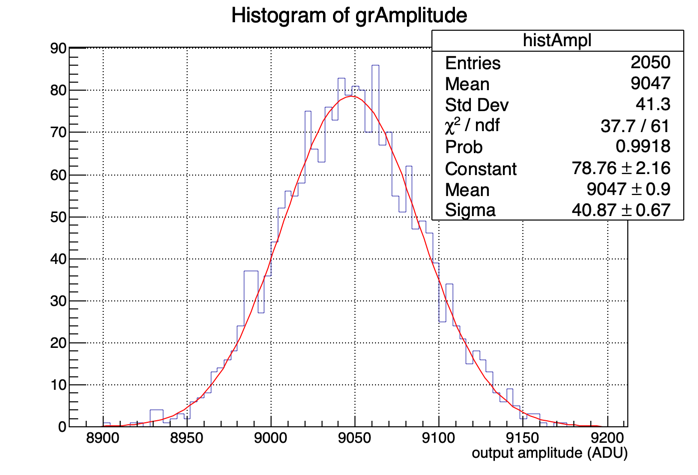 Histogram of grAmplitude
histAmpl
Entries 2050
Mean 9047
Std Dev 41.3
χ² / ndf 37.7 / 61
Prob 0.9918
Constant 78.76 ± 2.16
Mean 9047 ± 0.9
Sigma 40.87 ± 0.67
90
80
70
60
50
40
30
20
10
0
8900 8950 9000 9050 9100 9150 9200
output amplitude (ADU)